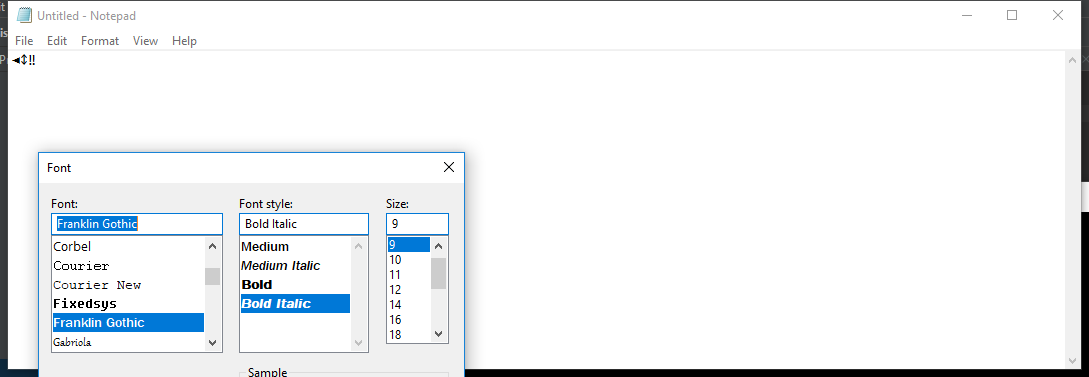 Untitled - Notepad
File Edit Format View Help
◄↕‼
Font
Font: Font style: Size:
Franklin Gothic Bold Italic 9
Corbel Medium 9
Courier Medium Italic 10
Courier New Bold 11
Fixedsys Bold Italic 12
Franklin Gothic 14
Gabriola 16
18
Sample